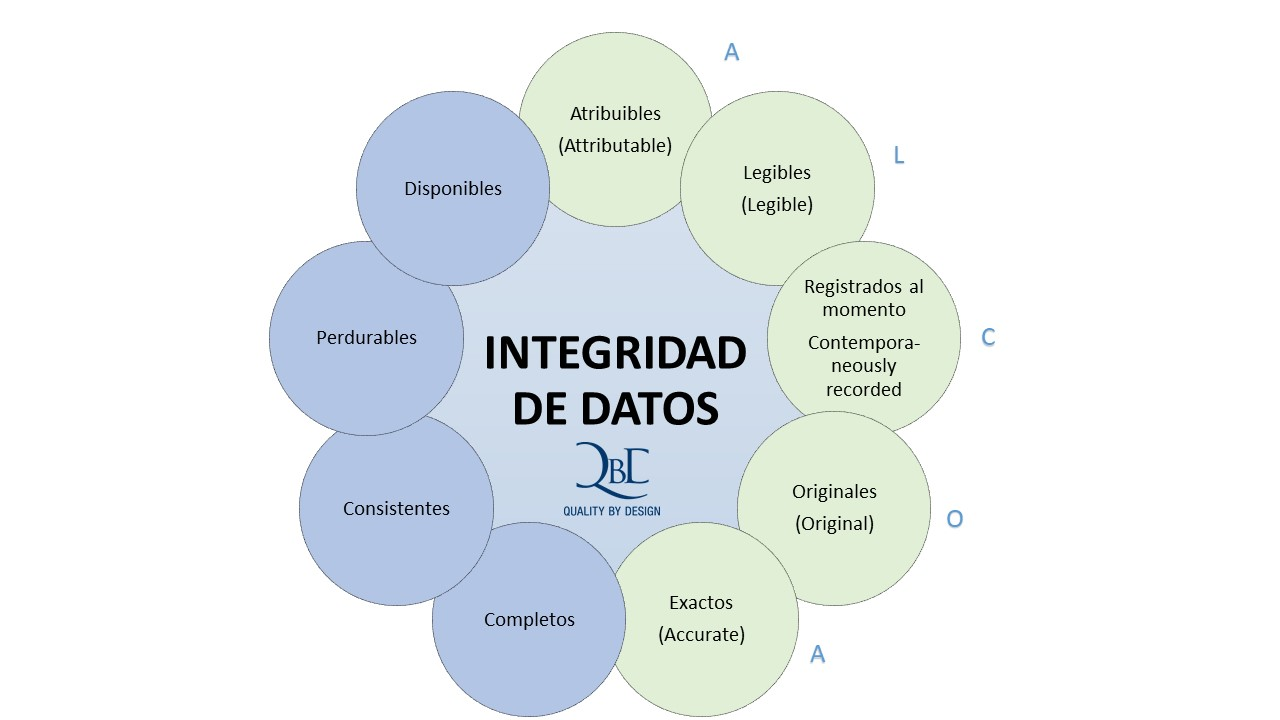 A
Atribuibles
(Attributable)
L
Legibles
(Legible)
Disponibles
Registrados al
momento
Contempora-
neously
recorded
C
Perdurables
INTEGRIDAD
DE DATOS
QbD
QUALITY BY DESIGN
Originales
(Original)
O
Consistentes
Exactos
(Accurate)
A
Completos